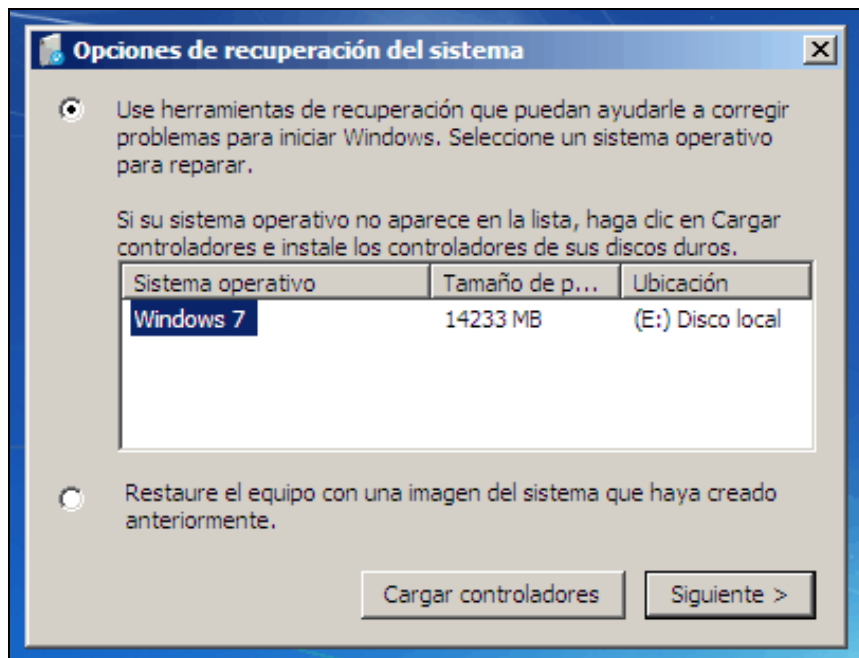 Opciones de recuperación del sistema
Use herramientas de recuperación que puedan ayudarle a corregir
problemas para iniciar Windows. Seleccione un sistema operativo
para reparar.
Si su sistema operativo no aparece en la lista, haga clic en Cargar
controladores e instale los controladores de sus discos duros.
Sistema operativo Tamaño de p... Ubicación
Windows 7 14233 MB (E:) Disco local
Restaure el equipo con una imagen del sistema que haya creado
anteriormente.
Cargar controladores Siguiente >